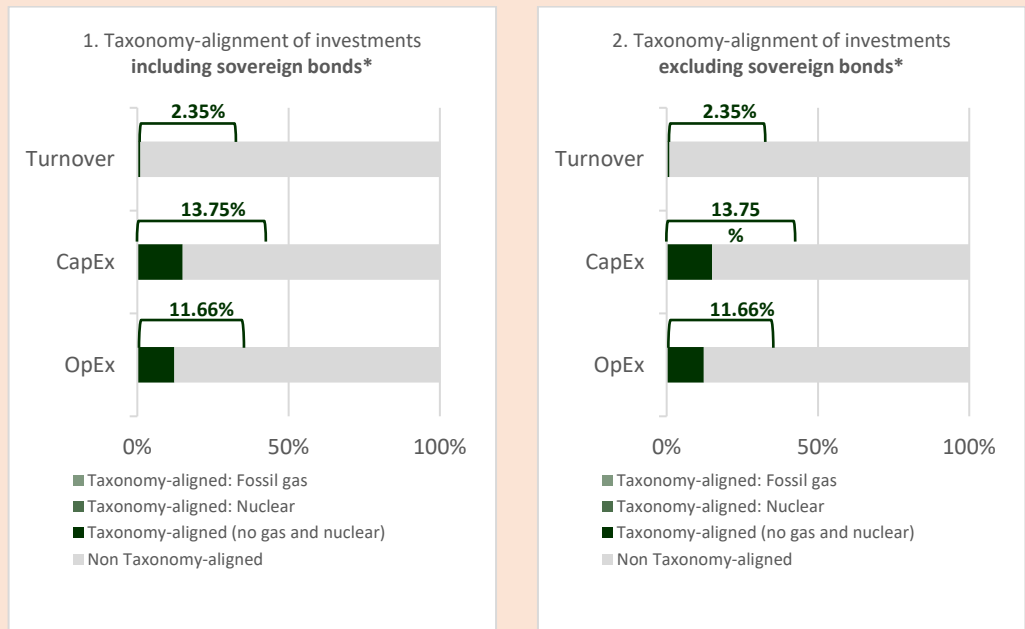 1. Taxonomy-alignment of investments
including sovereign bonds*
2.35%
Turnover
13.75%
CapEx
11.66%
OpEx
0%
50%
100%
Taxonomy-aligned: Fossil gas
Taxonomy-aligned: Nuclear
Taxonomy-aligned (no gas and nuclear)
Non Taxonomy-aligned
2. Taxonomy-alignment of investments
excluding sovereign bonds*
2.35%
Turnover
13.75
%
CapEx
11.66%
OpEx
0%
50%
100%
Taxonomy-aligned: Fossil gas
Taxonomy-aligned: Nuclear
Taxonomy-aligned (no gas and nuclear)
Non Taxonomy-aligned